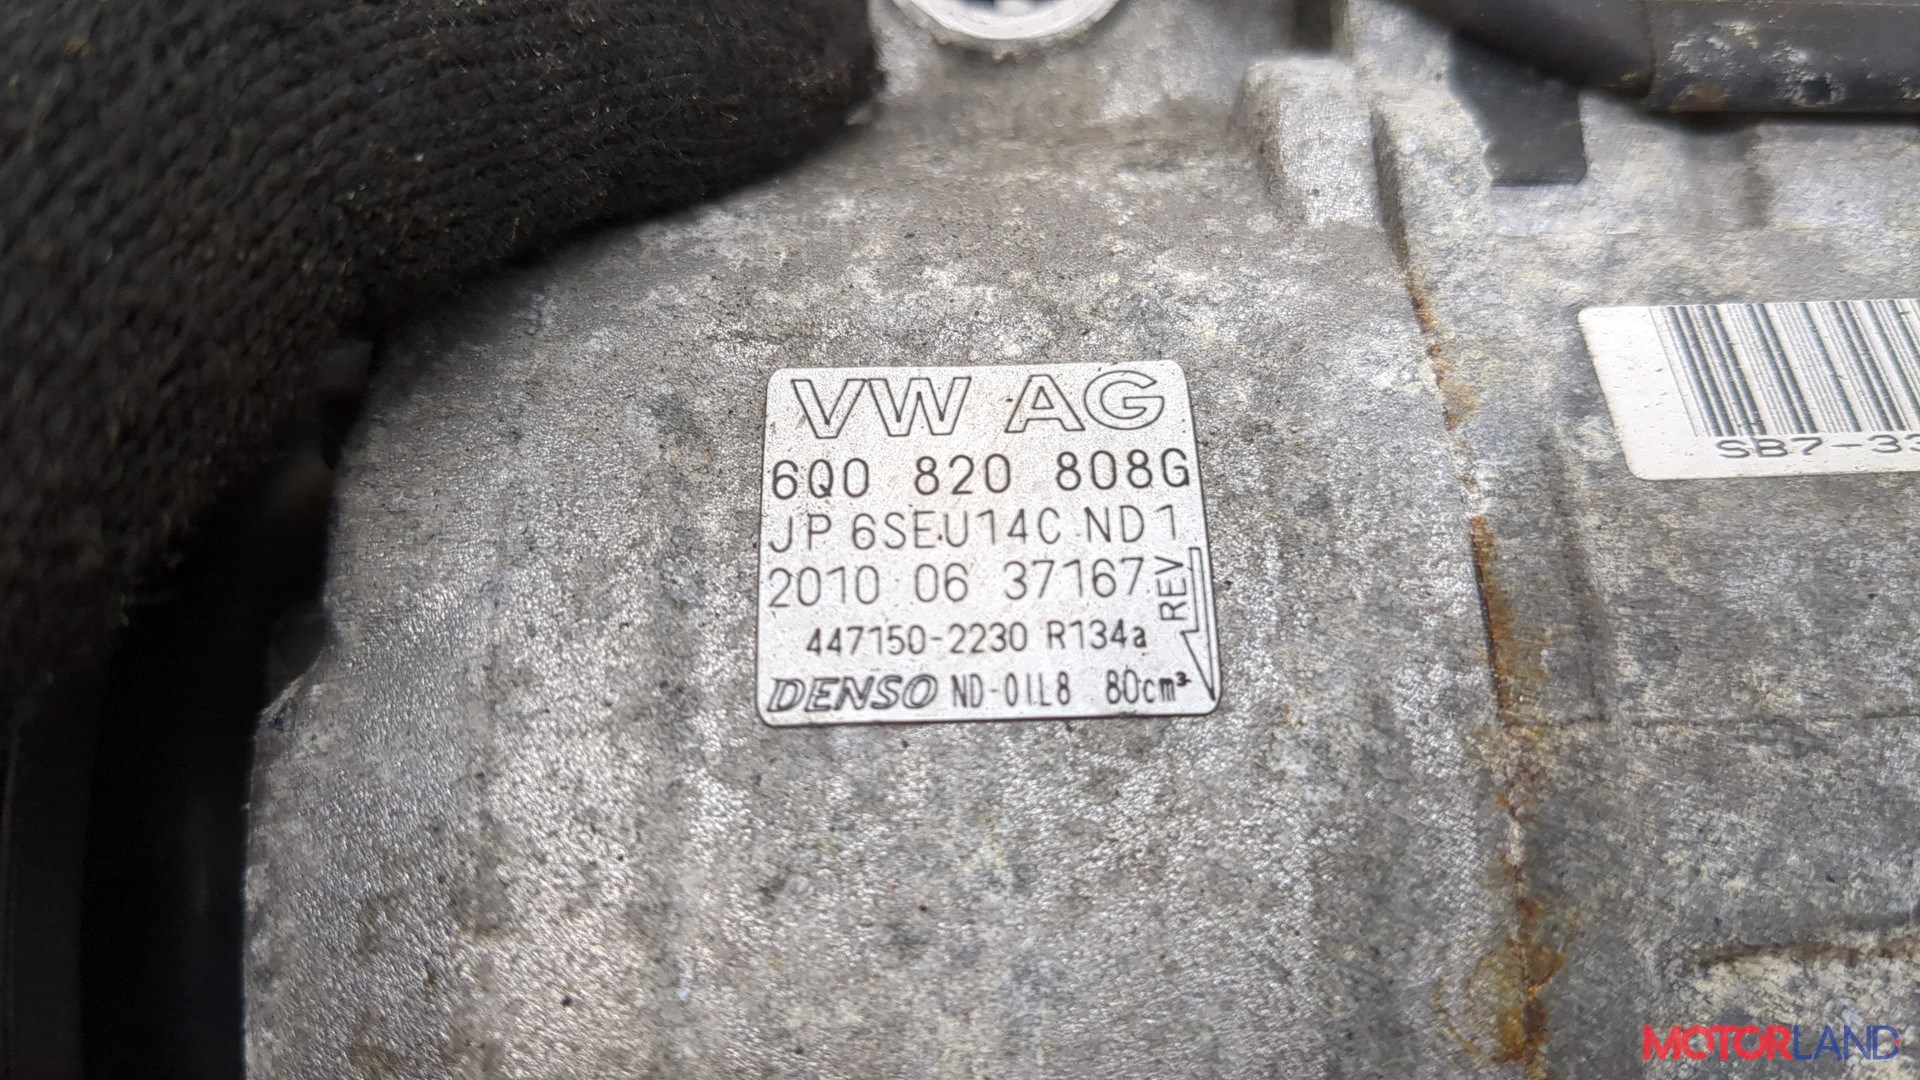 VW AG
6Q0 820 808G
JP 6SEU14C ND1
2010 06 37167
REV
447150-2230 R134a
DENSO ND-OIL8 80cm³
SB7-33
MOTORLAND